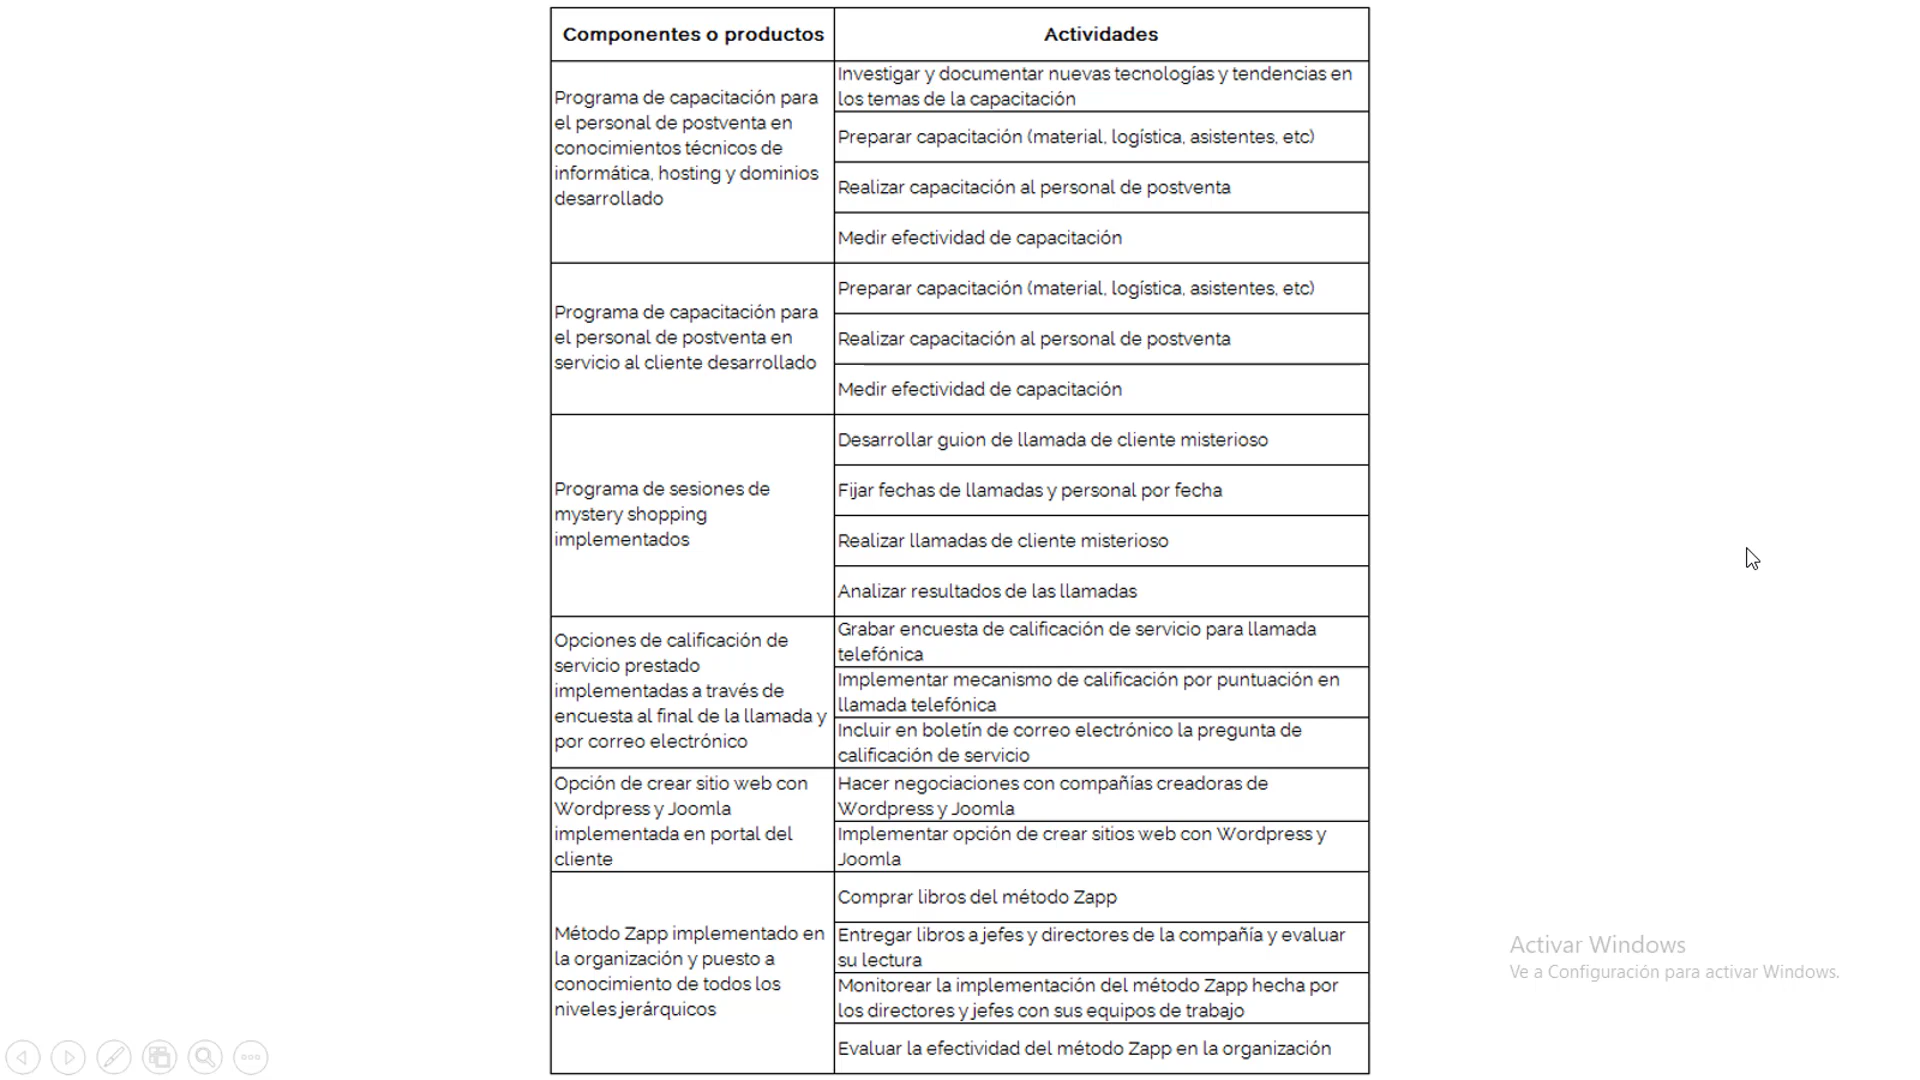 Componentes o productos
Actividades
Programa de capacitación para
el personal de postventa en
conocimientos técnicos de
informática, hosting y dominios
desarrollado
Investigar y documentar nuevas tecnologías y tendencias en
los temas de la capacitación
Preparar capacitación (material, logística, asistentes, etc)
Realizar capacitación al personal de postventa
Medir efectividad de capacitación
Programa de capacitación para
el personal de postventa en
servicio al cliente desarrollado
Preparar capacitación (material, logística, asistentes, etc)
Realizar capacitación al personal de postventa
Medir efectividad de capacitación
Programa de sesiones de
mystery shopping
implementados
Desarrollar guion de llamada de cliente misterioso
Fijar fechas de llamadas y personal por fecha
Realizar llamadas de cliente misterioso
Analizar resultados de las llamadas
Opciones de calificación de
servicio prestado
implementadas a través de
encuesta al final de la llamada y
por correo electrónico
Grabar encuesta de calificación de servicio para llamada
telefónica
Implementar mecanismo de calificación por puntuación en
llamada telefónica
Incluir en boletín de correo electrónico la pregunta de
calificación de servicio
Opción de crear sitio web con
Wordpress y Joomla
implementada en portal del
cliente
Hacer negociaciones con compañías creadoras de
Wordpress y Joomla
Implementar opción de crear sitios web con Wordpress y
Joomla
Método Zapp implementado en
la organización y puesto a
conocimiento de todos los
niveles jerárquicos
Comprar libros del método Zapp
Entregar libros a jefes y directores de la compañía y evaluar
su lectura
Monitorear la implementación del método Zapp hecha por
los directores y jefes con sus equipos de trabajo
Evaluar la efectividad del método Zapp en la organización
Activar Windows
Ve a Configuración para activar Windows.